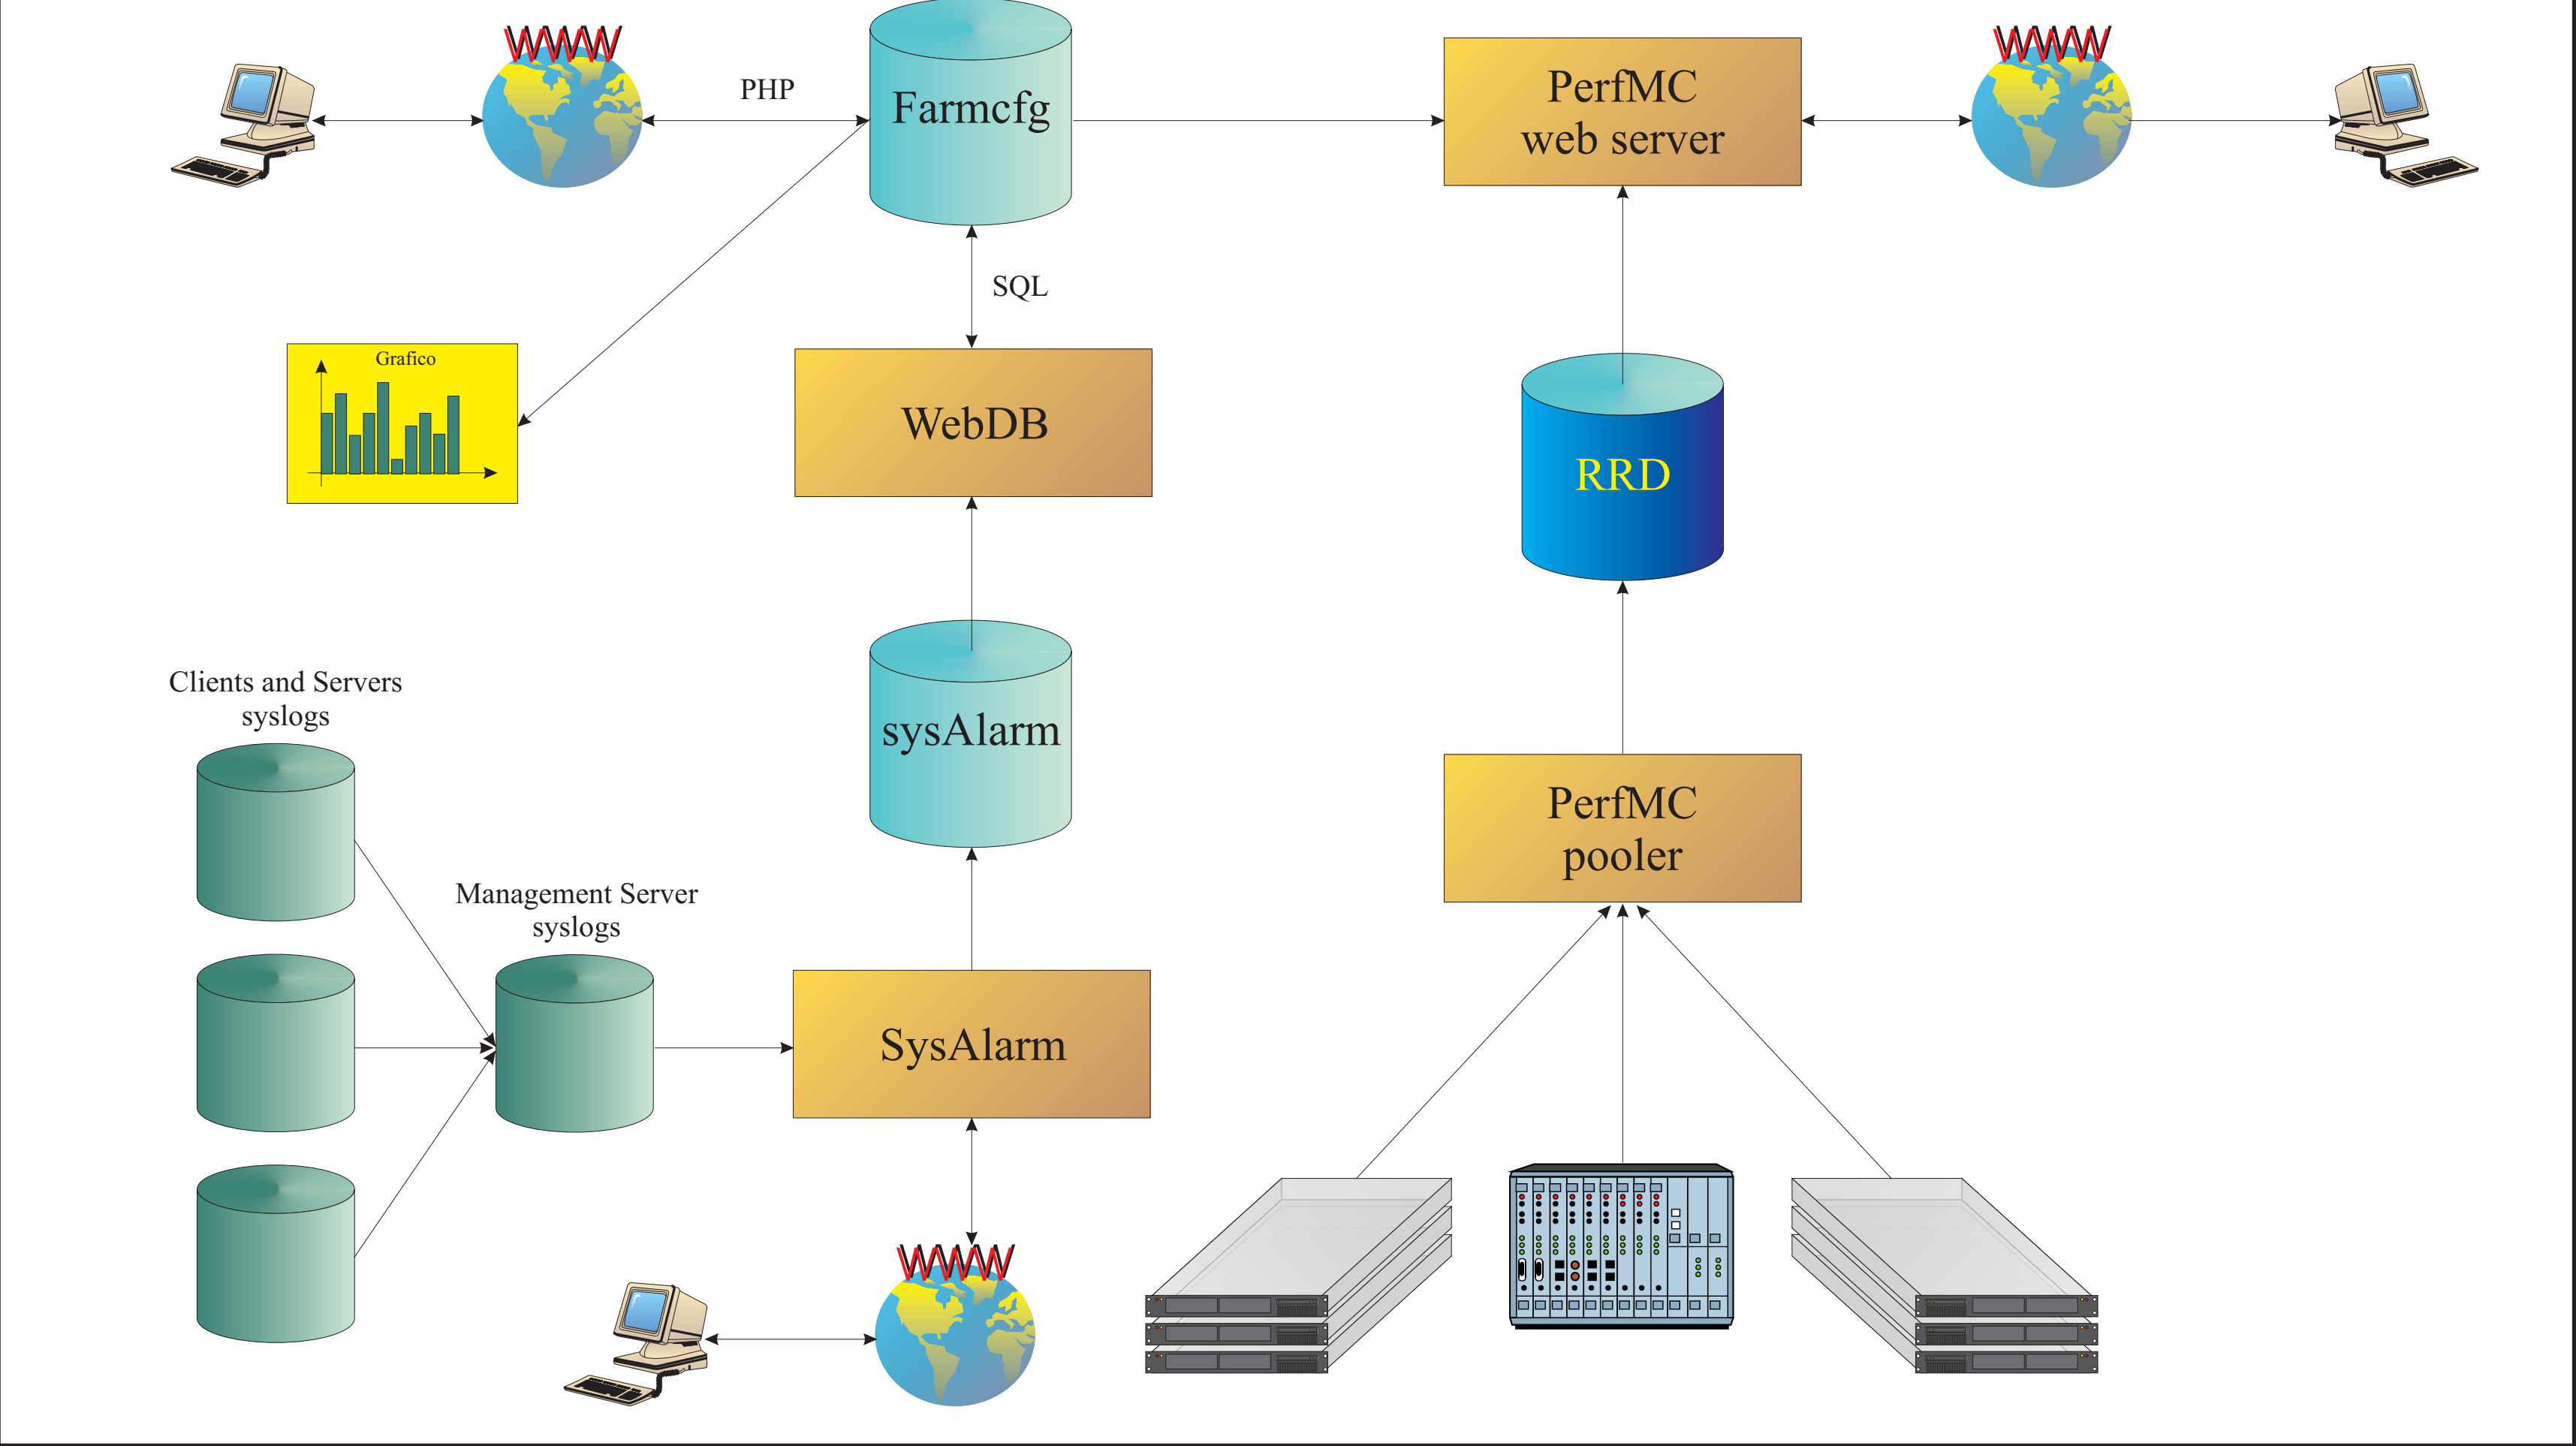 WWW
PHP
Farmcfg
PerfMC
web server
WWW
SQL
Grafico
WebDB
RRD
Clients and Servers
syslogs
sysAlarm
PerfMC
pooler
Management Server
syslogs
SysAlarm
WWW